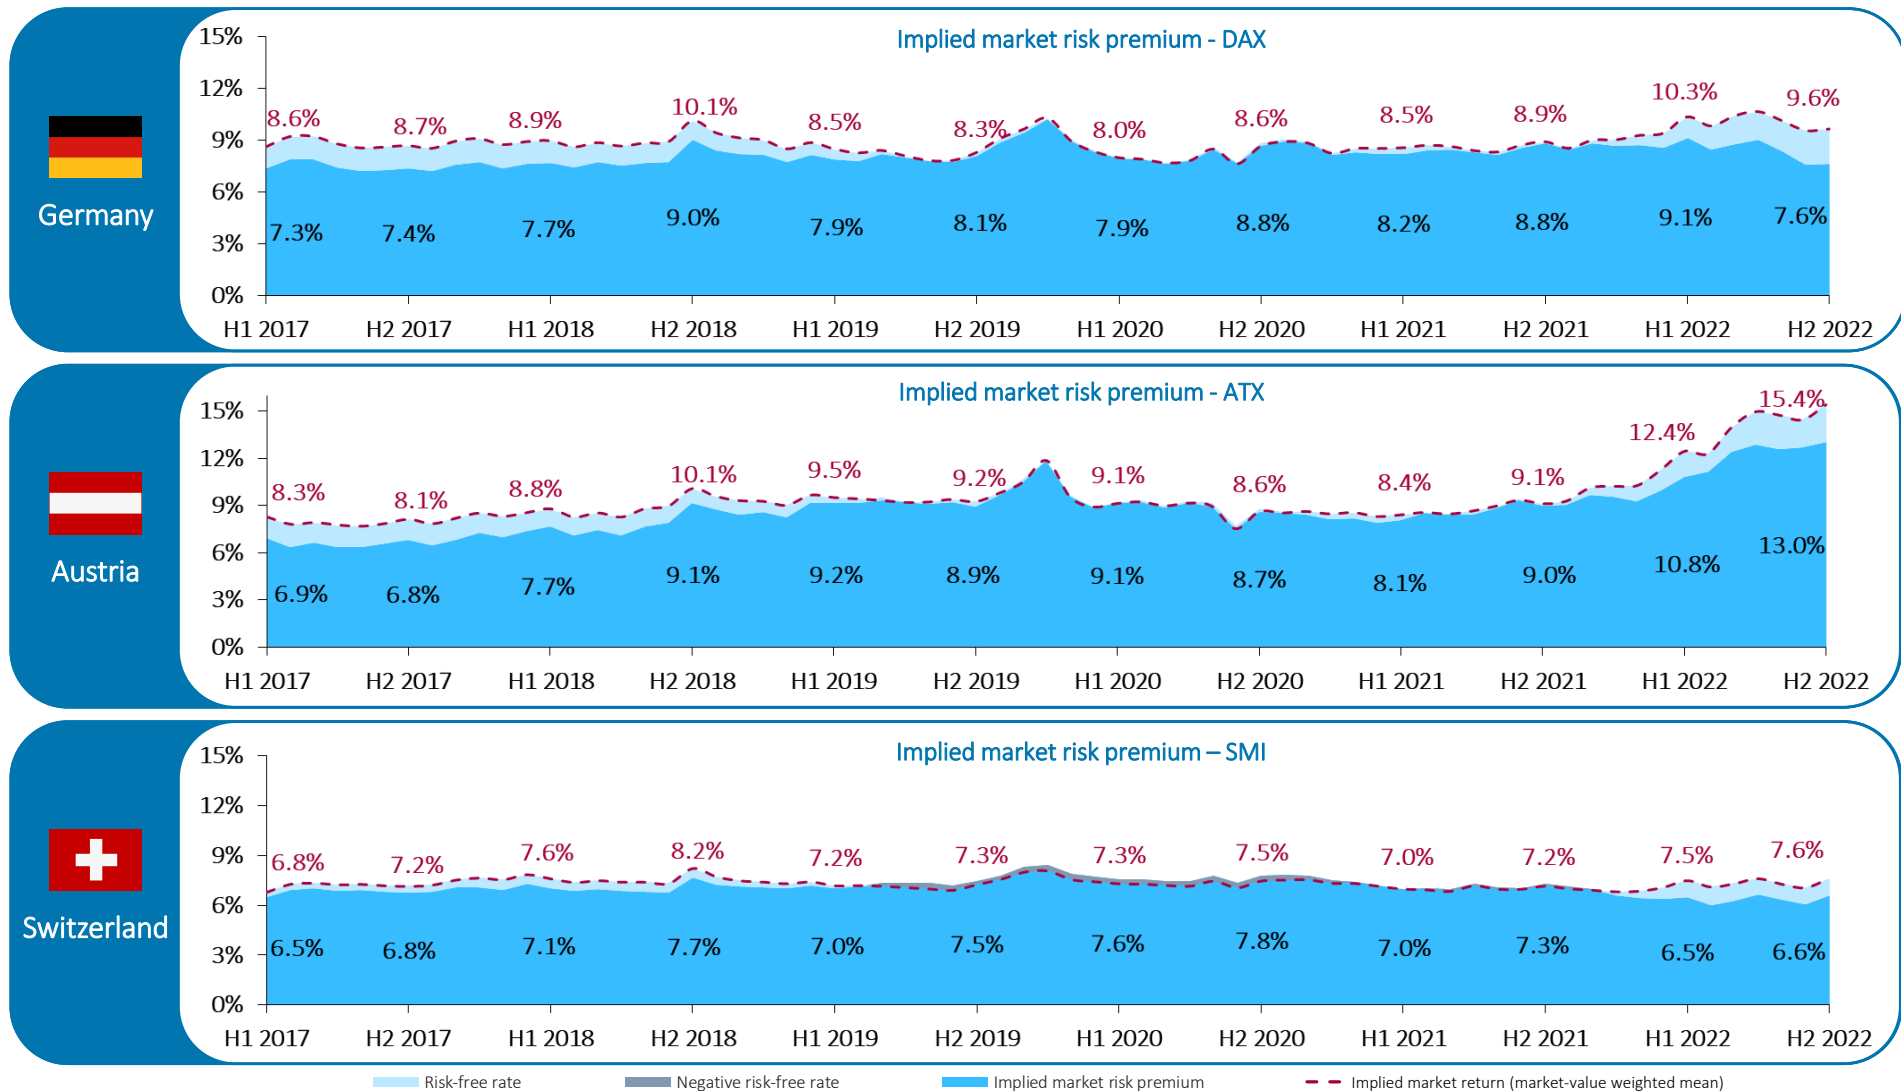 Implied market risk premium - DAX
Germany
15%
12%
9%
6%
3%
0%
8.6% 8.7% 8.9% 10.1% 8.5% 8.3% 8.0% 8.6% 8.5% 8.9% 10.3% 9.6%
7.3% 7.4% 7.7% 9.0% 7.9% 8.1% 7.9% 8.8% 8.2% 8.8% 9.1% 7.6%
H1 2017 H2 2017 H1 2018 H2 2018 H1 2019 H2 2019 H1 2020 H2 2020 H1 2021 H2 2021 H1 2022 H2 2022
Implied market risk premium - ATX
Austria
15%
12%
9%
6%
3%
0%
8.3% 8.1% 8.8% 10.1% 9.5% 9.2% 9.1% 8.6% 8.4% 9.1% 12.4% 15.4%
6.9% 6.8% 7.7% 9.1% 9.2% 8.9% 9.1% 8.7% 8.1% 9.0% 10.8% 13.0%
H1 2017 H2 2017 H1 2018 H2 2018 H1 2019 H2 2019 H1 2020 H2 2020 H1 2021 H2 2021 H1 2022 H2 2022
Implied market risk premium – SMI
Switzerland
15%
12%
9%
6%
3%
0%
6.8% 7.2% 7.6% 8.2% 7.2% 7.3% 7.3% 7.5% 7.0% 7.2% 7.5% 7.6%
6.5% 6.8% 7.1% 7.7% 7.0% 7.5% 7.6% 7.8% 7.0% 7.3% 6.5% 6.6%
H1 2017 H2 2017 H1 2018 H2 2018 H1 2019 H2 2019 H1 2020 H2 2020 H1 2021 H2 2021 H1 2022 H2 2022
Risk-free rate Negative risk-free rate Implied market risk premium Implied market return (market-value weighted mean)